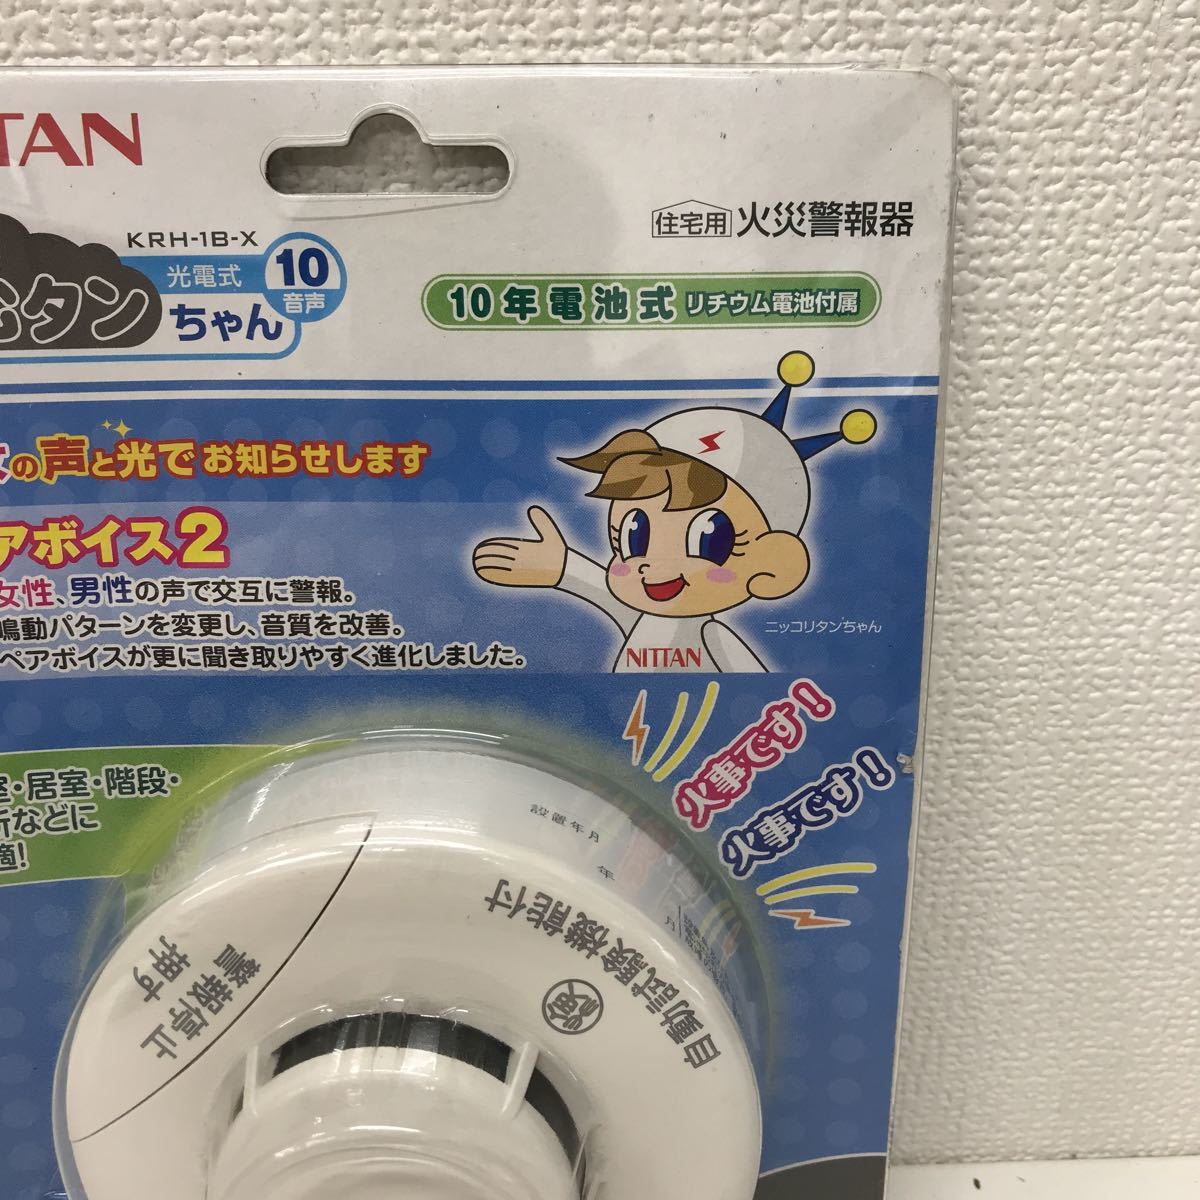 TAN
住宅用 火災警報器
KRH-1B-X
光電式
10
音声
タン
ちゃん
10年電池式 リチウム電池付属
の声と光でお知らせします
アボイス2
女性、男性の声で交互に警報。
鳴動パターンを変更し、音質を改善。
ペアボイスが更に聞き取りやすく進化しました。
ニッコリタンちゃん
NITTAN
火事です！
火事です！
室・居室・階段・
所などに
適！
設置年月
年
月
自動試験機能付
警報停止
押す